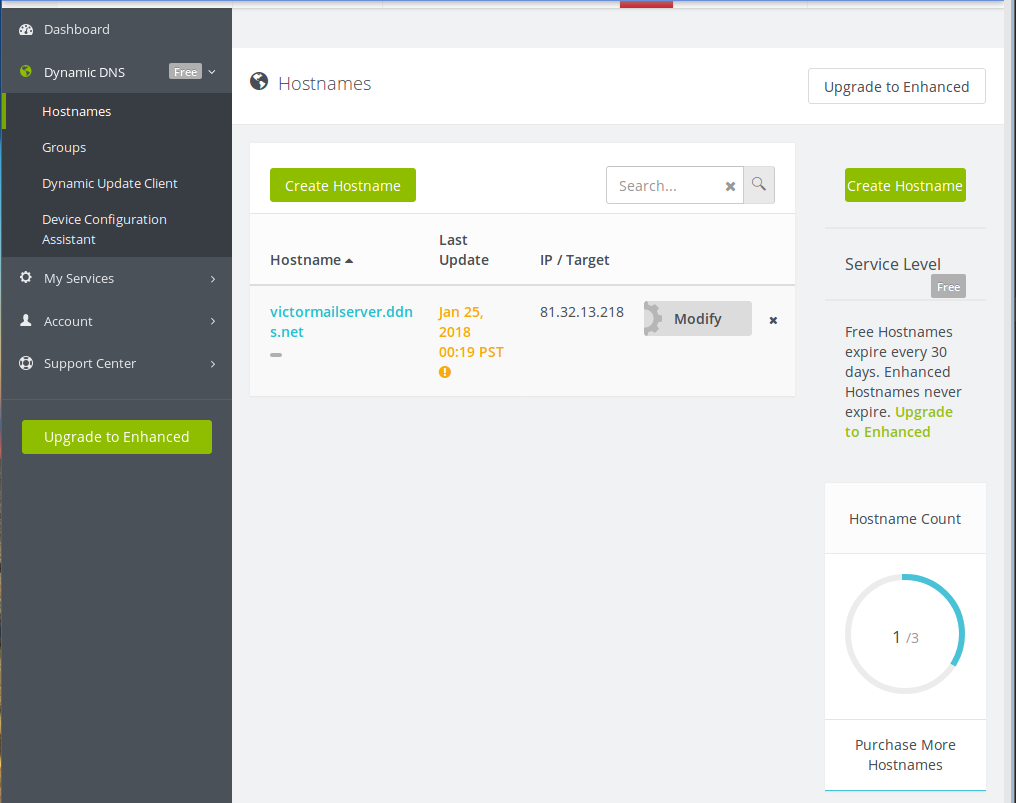 Dashboard
Dynamic DNS
Free
Hostnames
Groups
Dynamic Update Client
Device Configuration
Assistant
My Services
Account
Support Center
Upgrade to Enhanced
Hostnames
Upgrade to Enhanced
Create Hostname
Search...
Hostname
Last
Update
IP / Target
victormailserver.ddn
s.net
Jan 25,
2018
00:19 PST
81.32.13.218
Modify
Create Hostname
Service Level
Free
Free Hostnames
expire every 30
days. Enhanced
Hostnames never
expire. Upgrade
to Enhanced
Hostname Count
1 /3
Purchase More
Hostnames